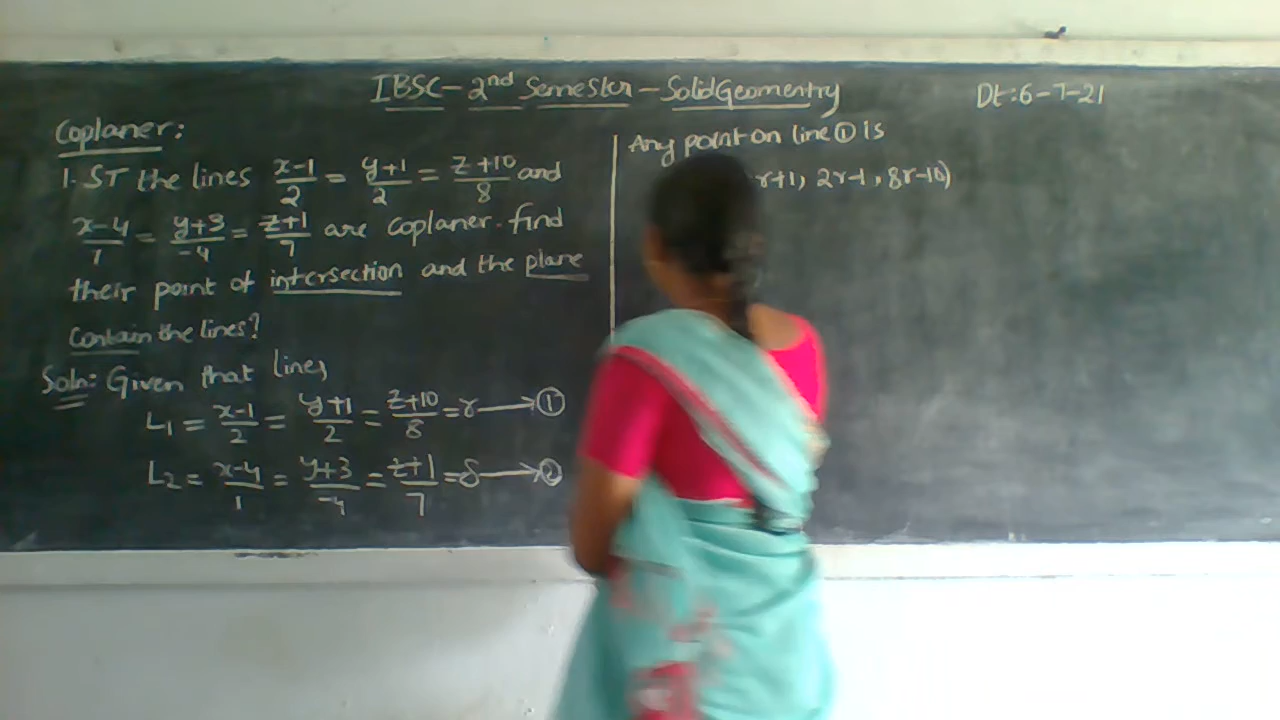 IBSC - 2nd Semester - Solid Geometry
Dt: 6-7-21
Coplaner:
1. ST the lines x-1/2 = y+1/2 = z+10/8 and
x-4/1 = y+3/-4 = z+1/7 are coplaner. find
their point of intersection and the plane
Contain the lines?
Soln: Given that lines
L1 = x-1/2 = y+1/2 = z+10/8 = r → ①
L2 = x-4/1 = y+3/-4 = z+1/7 = s → ②
Any point on line ① is
r+1, 2r-1, 8r-10)